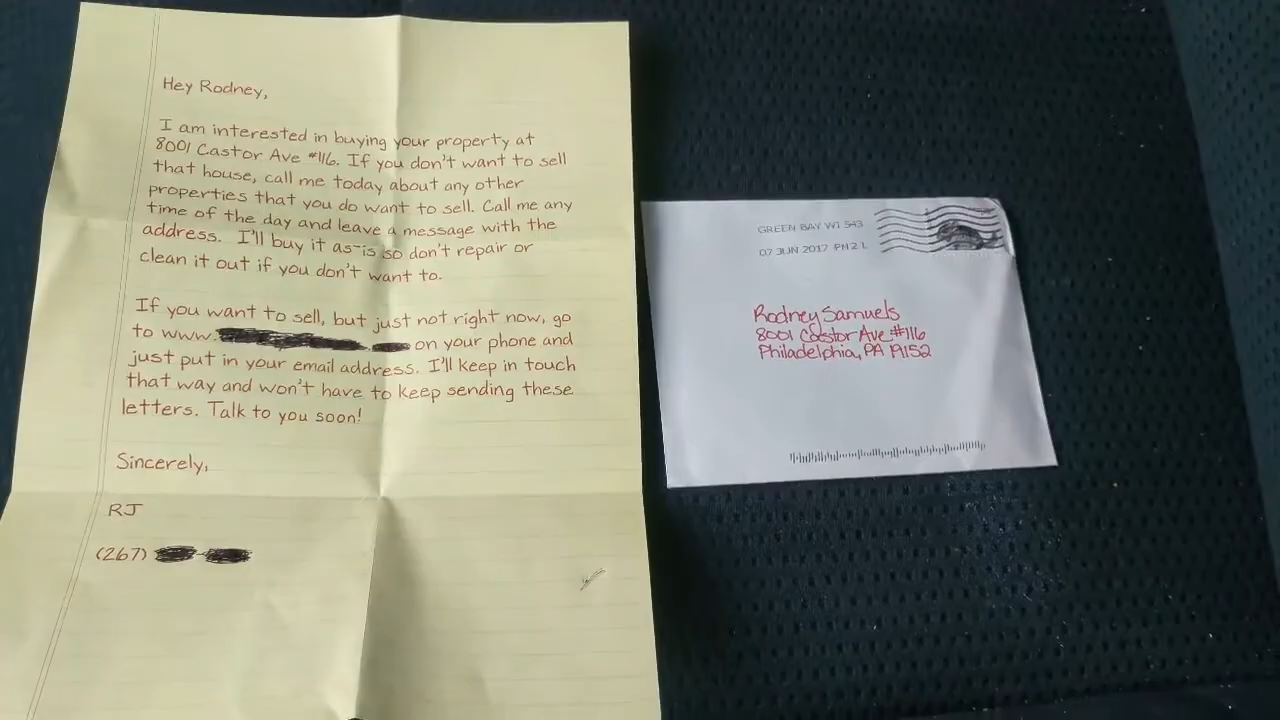 Hey Rodney,
I am interested in buying your property at
8001 Castor Ave #116. If you don't want to sell
that house, call me today about any other
properties that you do want to sell. Call me any
time of the day and leave a message with the
address. I'll buy it as-is so don't repair or
clean it out if you don't want to.
If you want to sell, but just not right now, go
to www. on your phone and
just put in your email address. I'll keep in touch
that way and won't have to keep sending these
letters. Talk to you soon!
Sincerely,
RJ
(267) -
GREEN BAY WI 543
07 JUN 2017 PM 2 L
Rodney Samuels
8001 Castor Ave #116
Philadelphia, PA 19152